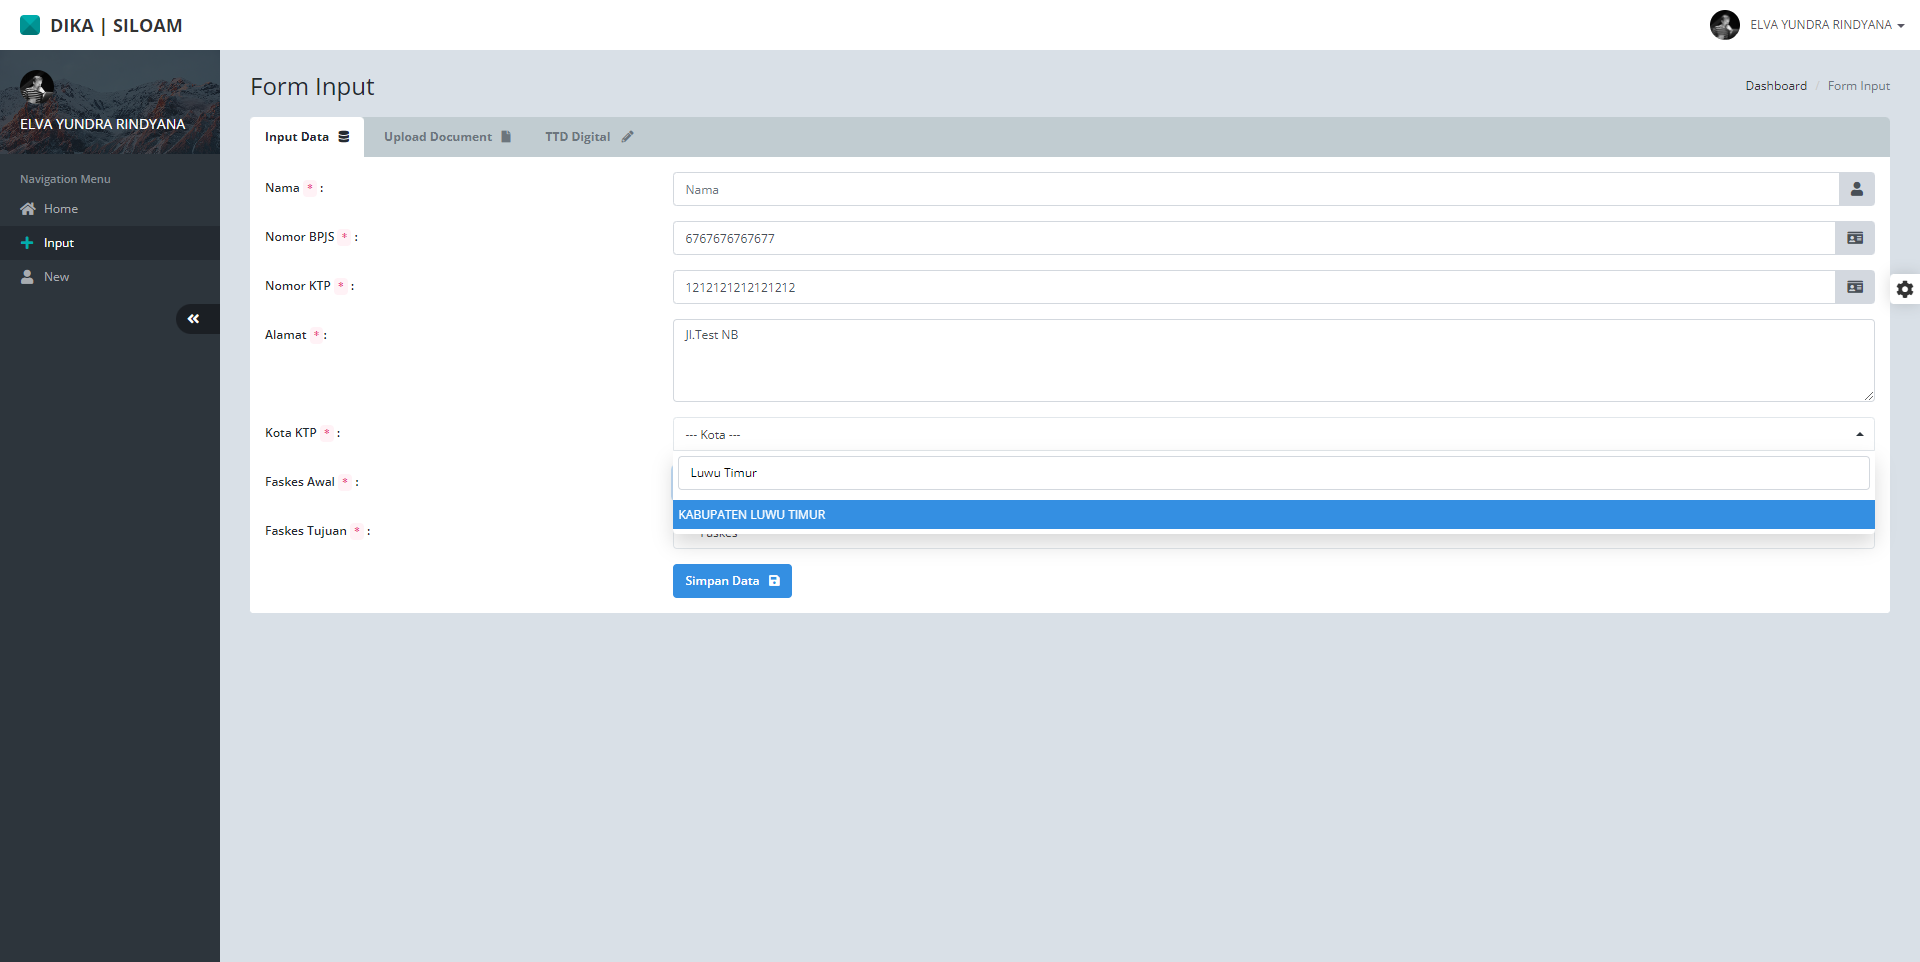 DIKA | SILOAM
ELVA YUNDRA RINDYANA
ELVA YUNDRA RINDYANA
Navigation Menu
Home
Input
New
Form Input
Dashboard / Form Input
Input Data
Upload Document
TTD Digital
Nama * :
Nama
Nomor BPJS * :
6767676767677
Nomor KTP * :
1212121212121212
Alamat * :
Jl.Test NB
Kota KTP * :
--- Kota ---
Luwu Timur
KABUPATEN LUWU TIMUR
Faskes Awal * :
Faskes Tujuan * :
Faskes
Simpan Data